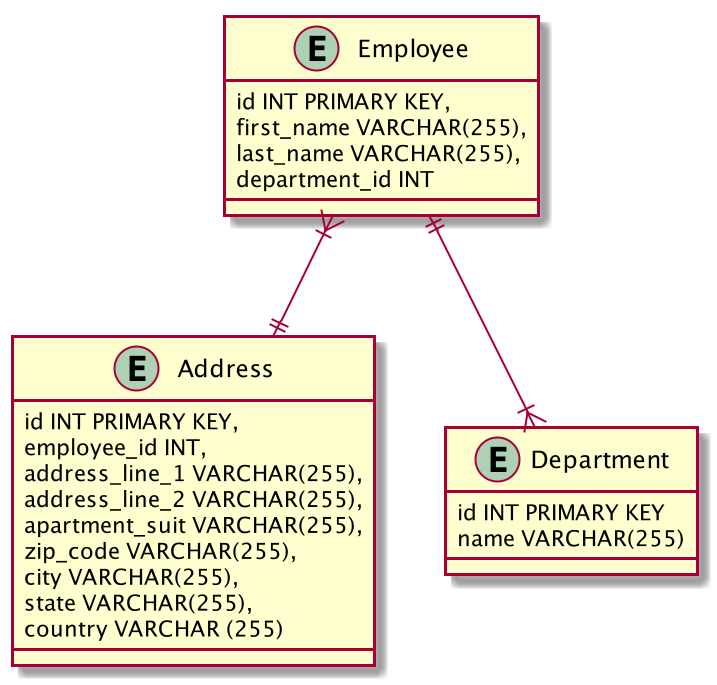 E Employee
id INT PRIMARY KEY,
first_name VARCHAR(255),
last_name VARCHAR(255),
department_id INT
E Address
id INT PRIMARY KEY,
employee_id INT,
address_line_1 VARCHAR(255),
address_line_2 VARCHAR(255),
apartment_suit VARCHAR(255),
zip_code VARCHAR(255),
city VARCHAR(255),
state VARCHAR(255),
country VARCHAR (255)
E Department
id INT PRIMARY KEY
name VARCHAR(255)